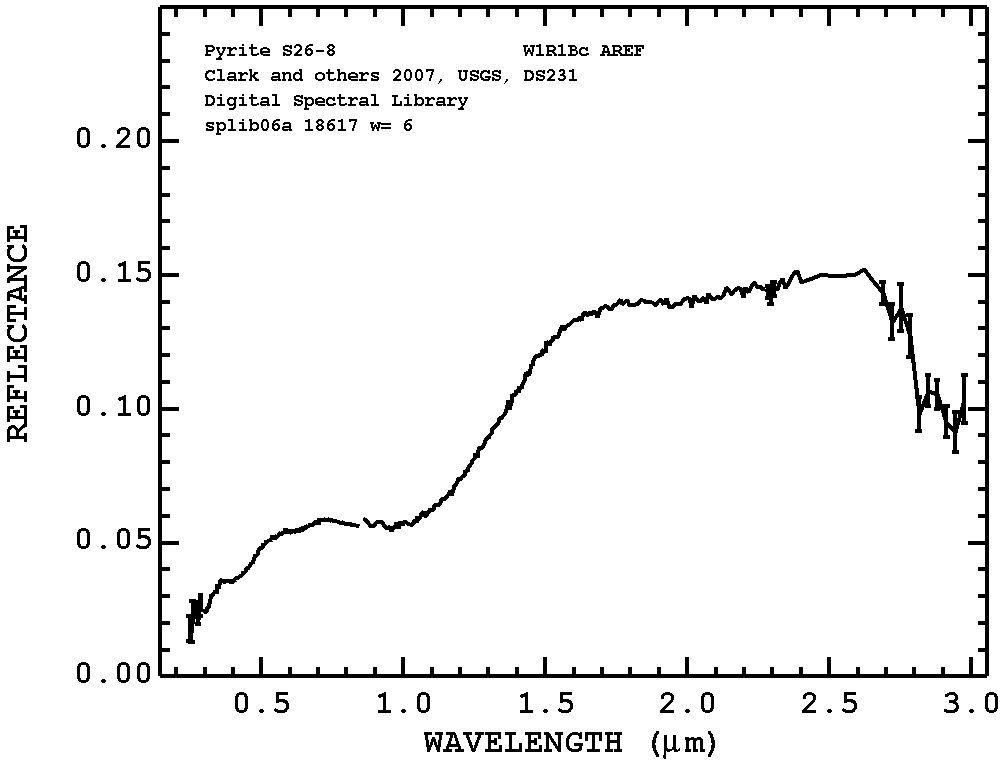 Pyrite S26-8 W1R1Bc AREF
Clark and others 2007, USGS, DS231
Digital Spectral Library
splib06a 18617 w= 6
REFLECTANCE
0.20
0.15
0.10
0.05
0.00
0.5 1.0 1.5 2.0 2.5 3.0
WAVELENGTH (μm)